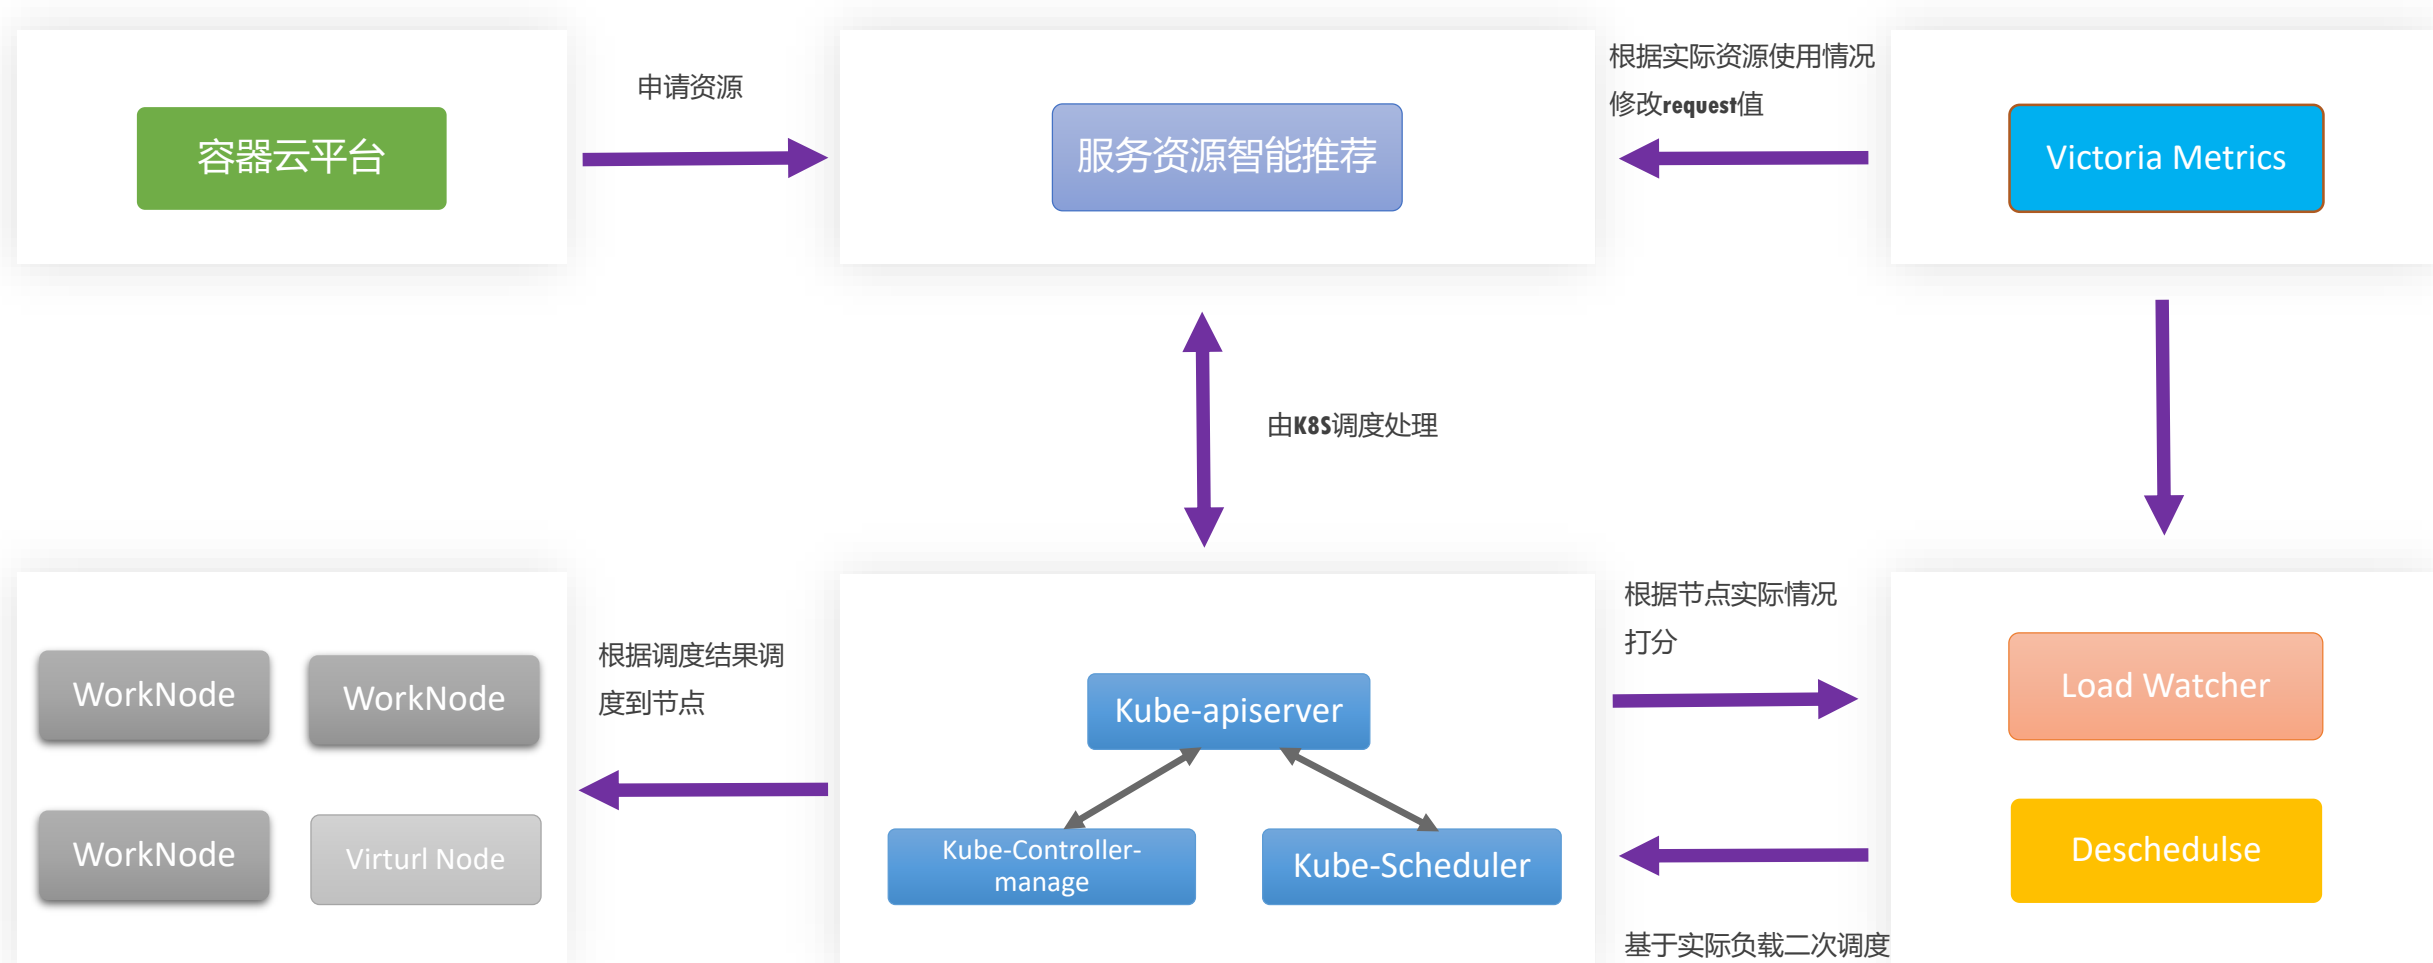 容器云平台
申请资源
服务资源智能推荐
根据实际资源使用情况
修改request值
Victoria Metrics
由K8S调度处理
WorkNode
WorkNode
WorkNode
Virturl Node
根据调度结果调
度到节点
Kube-apiserver
Kube-Controller-
manage
Kube-Scheduler
根据节点实际情况
打分
Load Watcher
Deschedulse
基于实际负载二次调度